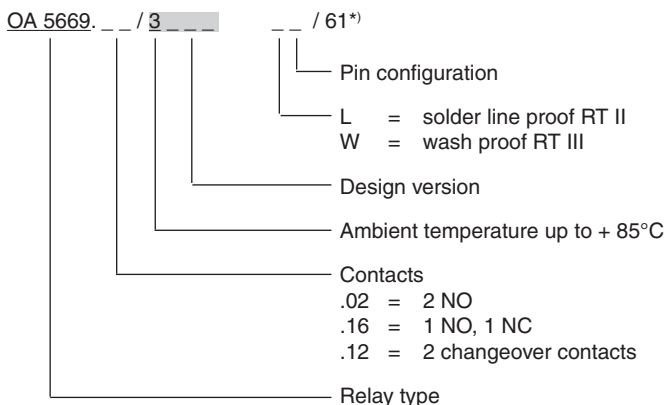 OA 5669. _ _ / 3 _ _ _ _ _ / 61*)
Pin configuration
L = solder line proof RT II
W = wash proof RT III
Design version
Ambient temperature up to + 85°C
Contacts
.02 = 2 NO
.16 = 1 NO, 1 NC
.12 = 2 changeover contacts
Relay type